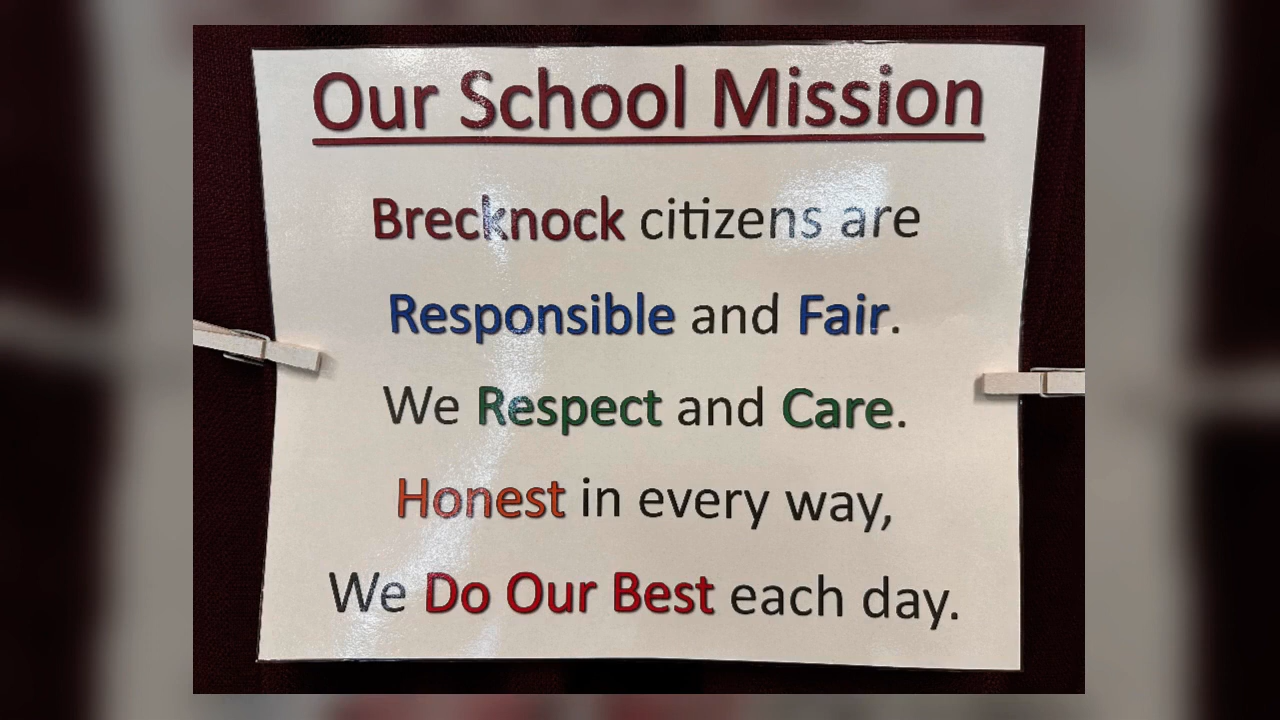 Our School Mission
Brecknock citizens are
Responsible and Fair.
We Respect and Care.
Honest in every way,
We Do Our Best each day.